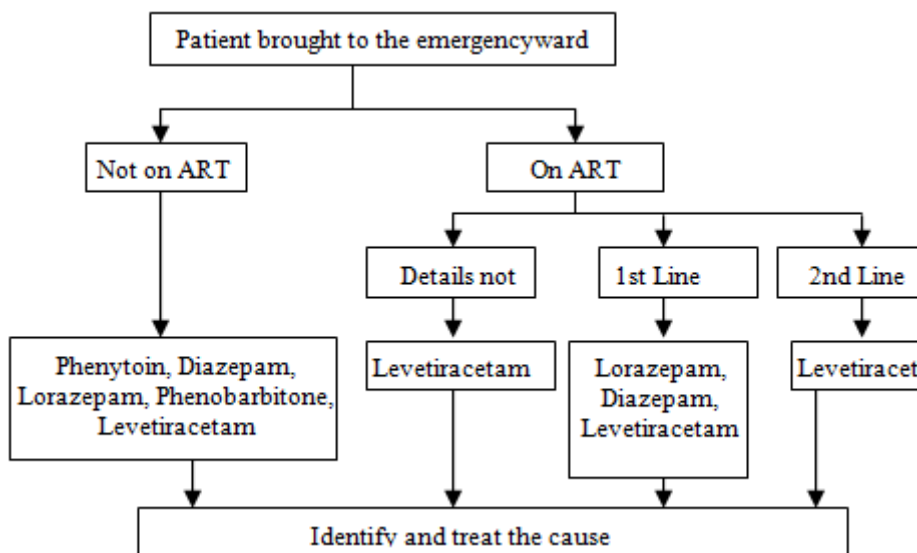 Patient brought to the emergencyward
Not on ART
On ART
Details not
1st Line
2nd Line
Phenytoin, Diazepam,
Lorazepam, Phenobarbitone,
Levetiracetam
Levetiracetam
Lorazepam,
Diazepam,
Levetiracetam
Levetiracet
Identify and treat the cause